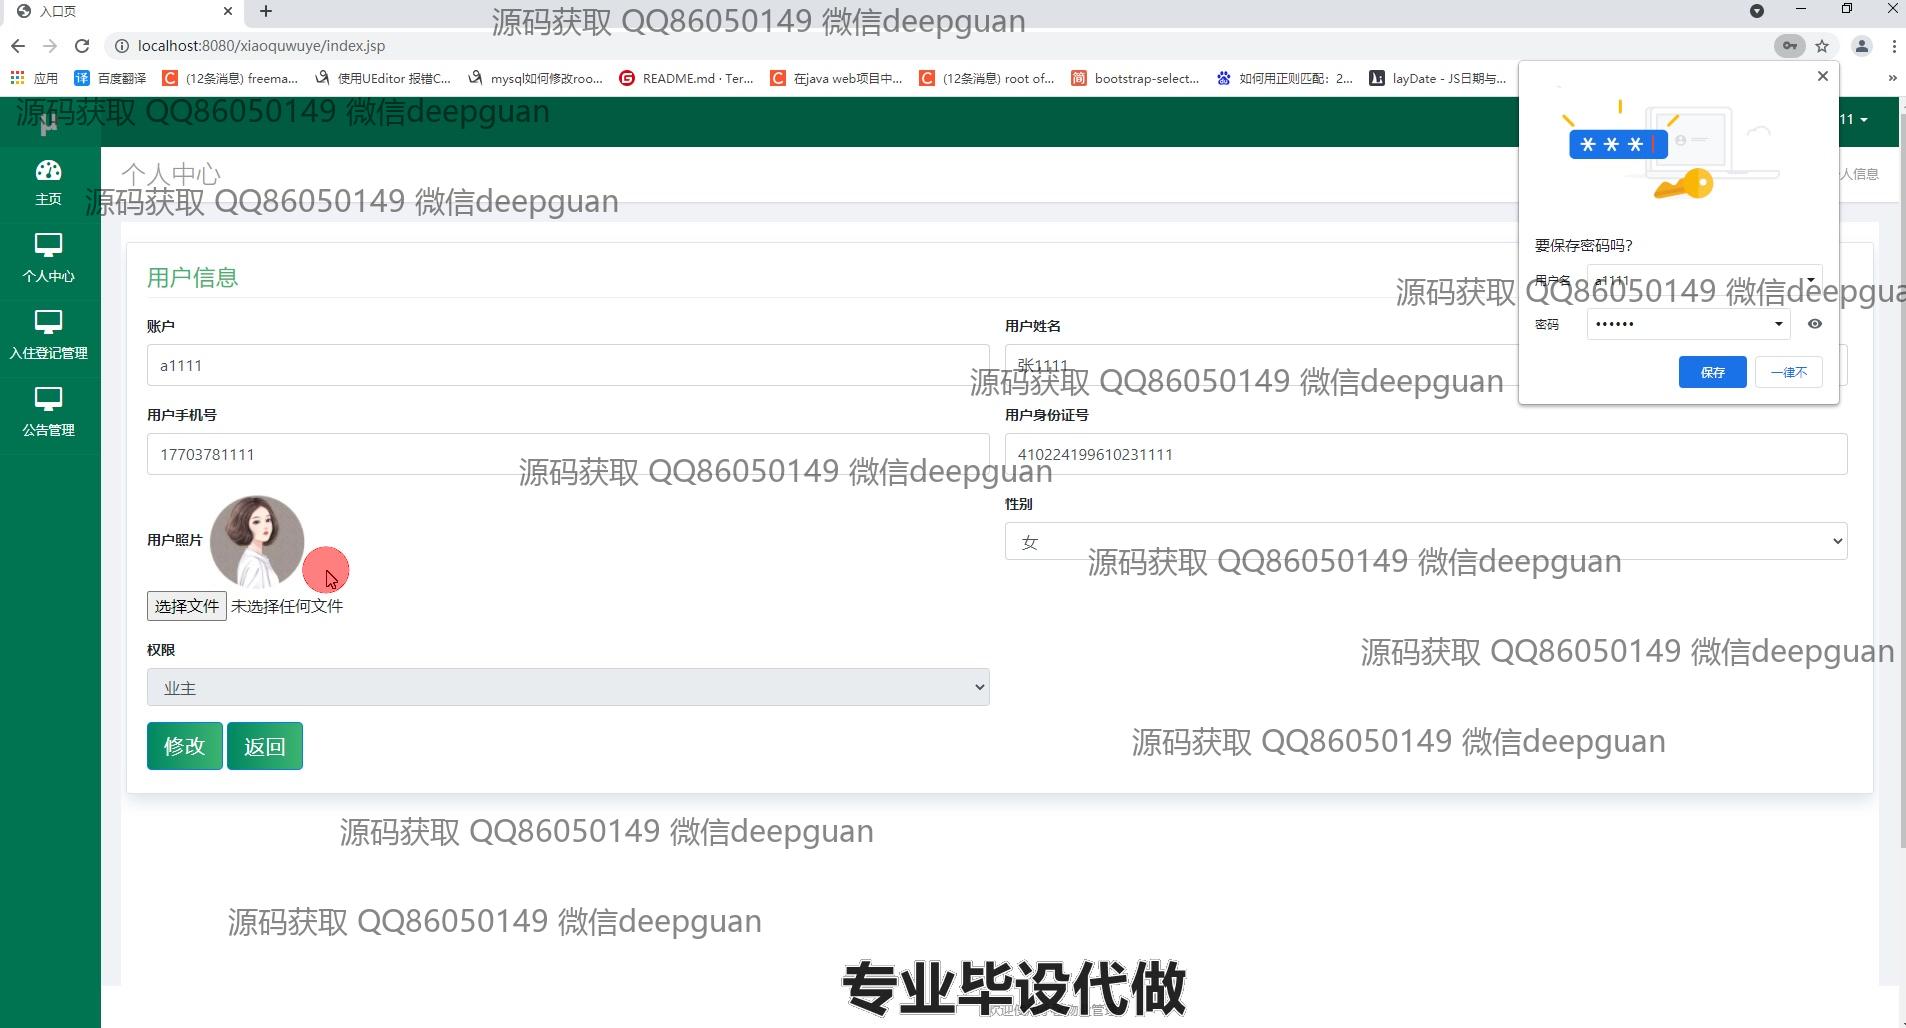 入口页
源码获取 QQ86050149 微信deepguan
localhost:8080/xiaoquwuye/index.jsp
应用 百度翻译 (12条消息) freema... 使用UEditor 报错C... mysql如何修改roo... README.md · Ter... 在java web项目中... (12条消息) root of... bootstrap-select... 如何用正则匹配：2... layDate - JS日期与...
源码获取 QQ86050149 微信deepguan
11
主页
个人中心
入住登记管理
公告管理
个人中心
人信息
源码获取 QQ86050149 微信deepguan
要保存密码吗？
用户名 a1111
密码 ••••••
保存 一律不
用户信息
源码获取 QQ86050149 微信deepgua
账户
a1111
用户姓名
张1111
源码获取 QQ86050149 微信deepguan
用户手机号
17703781111
用户身份证号
410224199610231111
源码获取 QQ86050149 微信deepguan
用户照片
选择文件 未选择任何文件
性别
女
源码获取 QQ86050149 微信deepguan
权限
业主
源码获取 QQ86050149 微信deepguan
修改 返回
源码获取 QQ86050149 微信deepguan
源码获取 QQ86050149 微信deepguan
源码获取 QQ86050149 微信deepguan
专业毕设代做